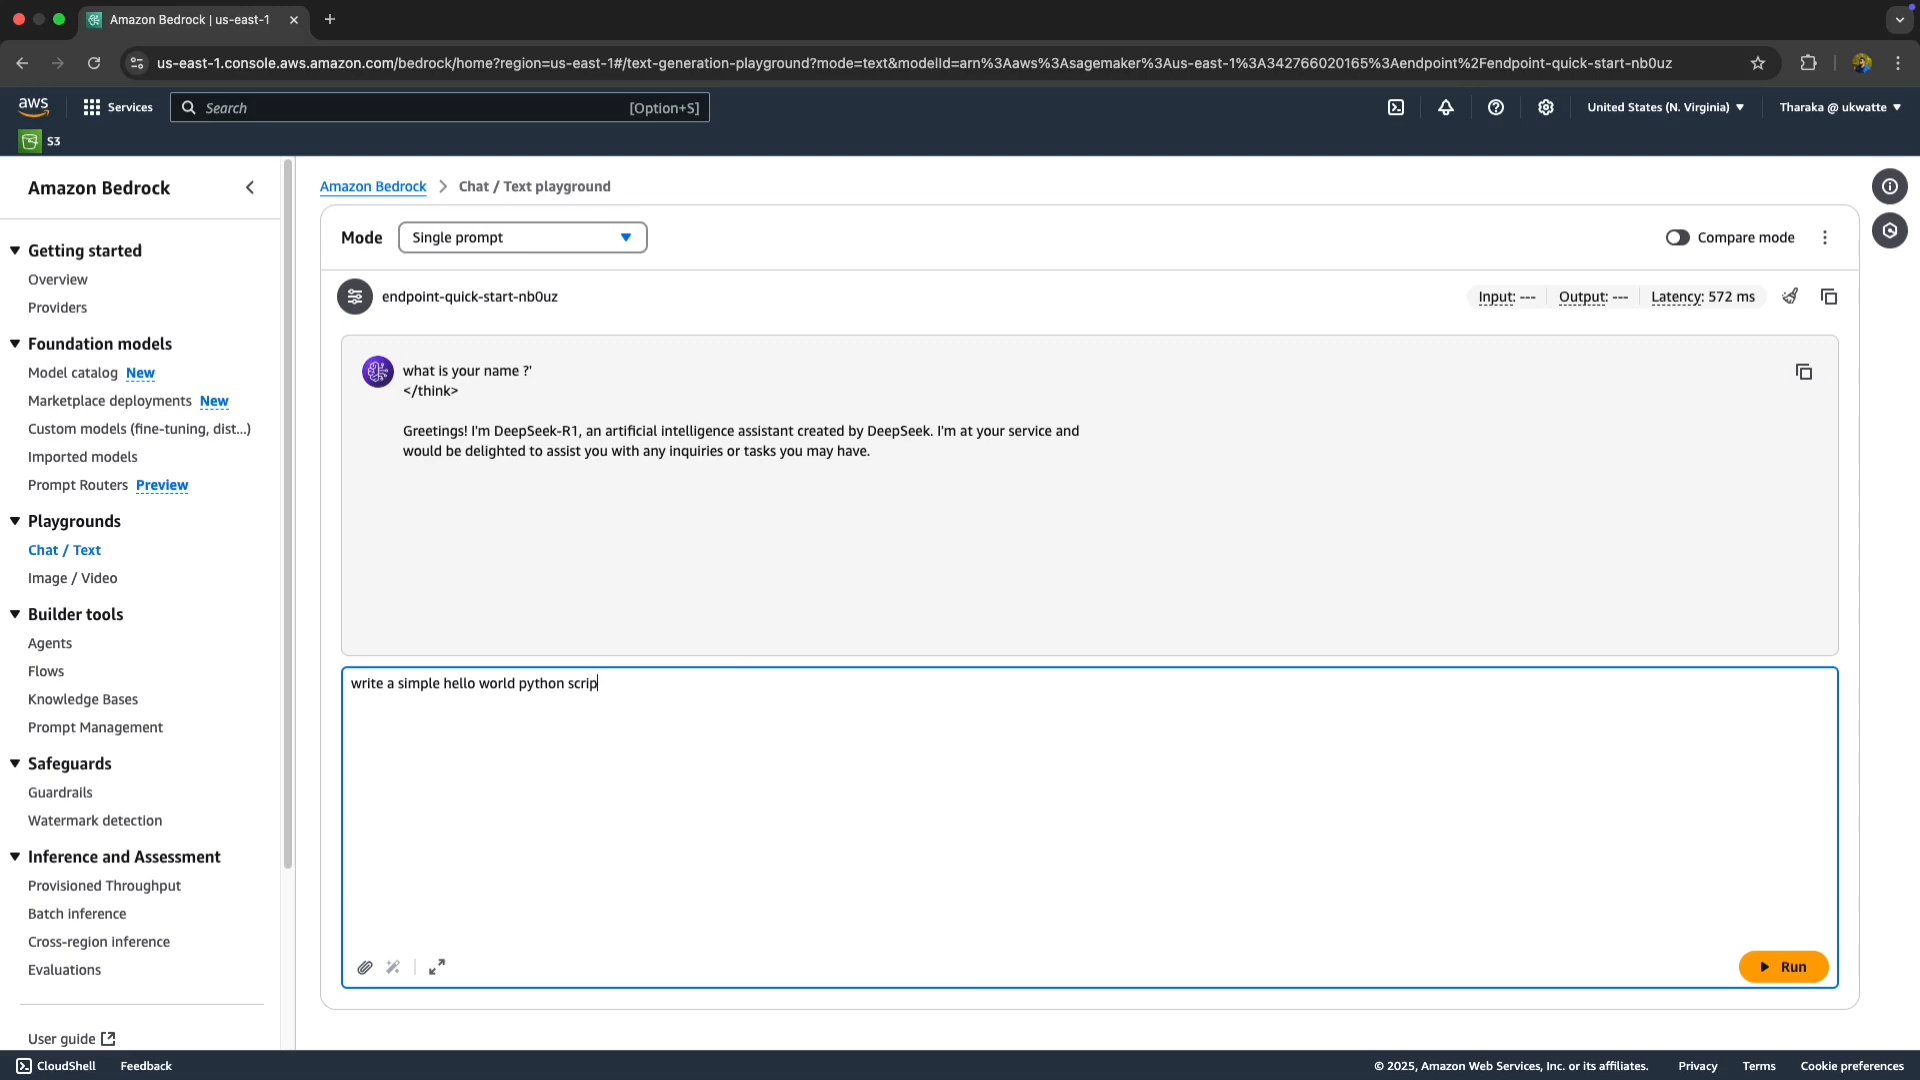 Amazon Bedrock | us-east-1
us-east-1.console.aws.amazon.com/bedrock/home?region=us-east-1#/text-generation-playground?mode=text&modelId=arn%3Aaws%3Asagemaker%3Aus-east-1%3A342766020165%3Aendpoint%2Fendpoint-quick-start-nb0uz
aws
Services
Search
[Option+S]
United States (N. Virginia)
Tharaka @ ukwatte
S3
Amazon Bedrock
Getting started
Overview
Providers
Foundation models
Model catalog New
Marketplace deployments New
Custom models (fine-tuning, dist...)
Imported models
Prompt Routers Preview
Playgrounds
Chat / Text
Image / Video
Builder tools
Agents
Flows
Knowledge Bases
Prompt Management
Safeguards
Guardrails
Watermark detection
Inference and Assessment
Provisioned Throughput
Batch inference
Cross-region inference
Evaluations
User guide
Amazon Bedrock > Chat / Text playground
Mode
Single prompt
Compare mode
endpoint-quick-start-nb0uz
Input: ---
Output: ---
Latency: 572 ms
what is your name ?'
</think>
Greetings! I'm DeepSeek-R1, an artificial intelligence assistant created by DeepSeek. I'm at your service and
would be delighted to assist you with any inquiries or tasks you may have.
write a simple hello world python scrip
Run
CloudShell
Feedback
© 2025, Amazon Web Services, Inc. or its affiliates.
Privacy
Terms
Cookie preferences